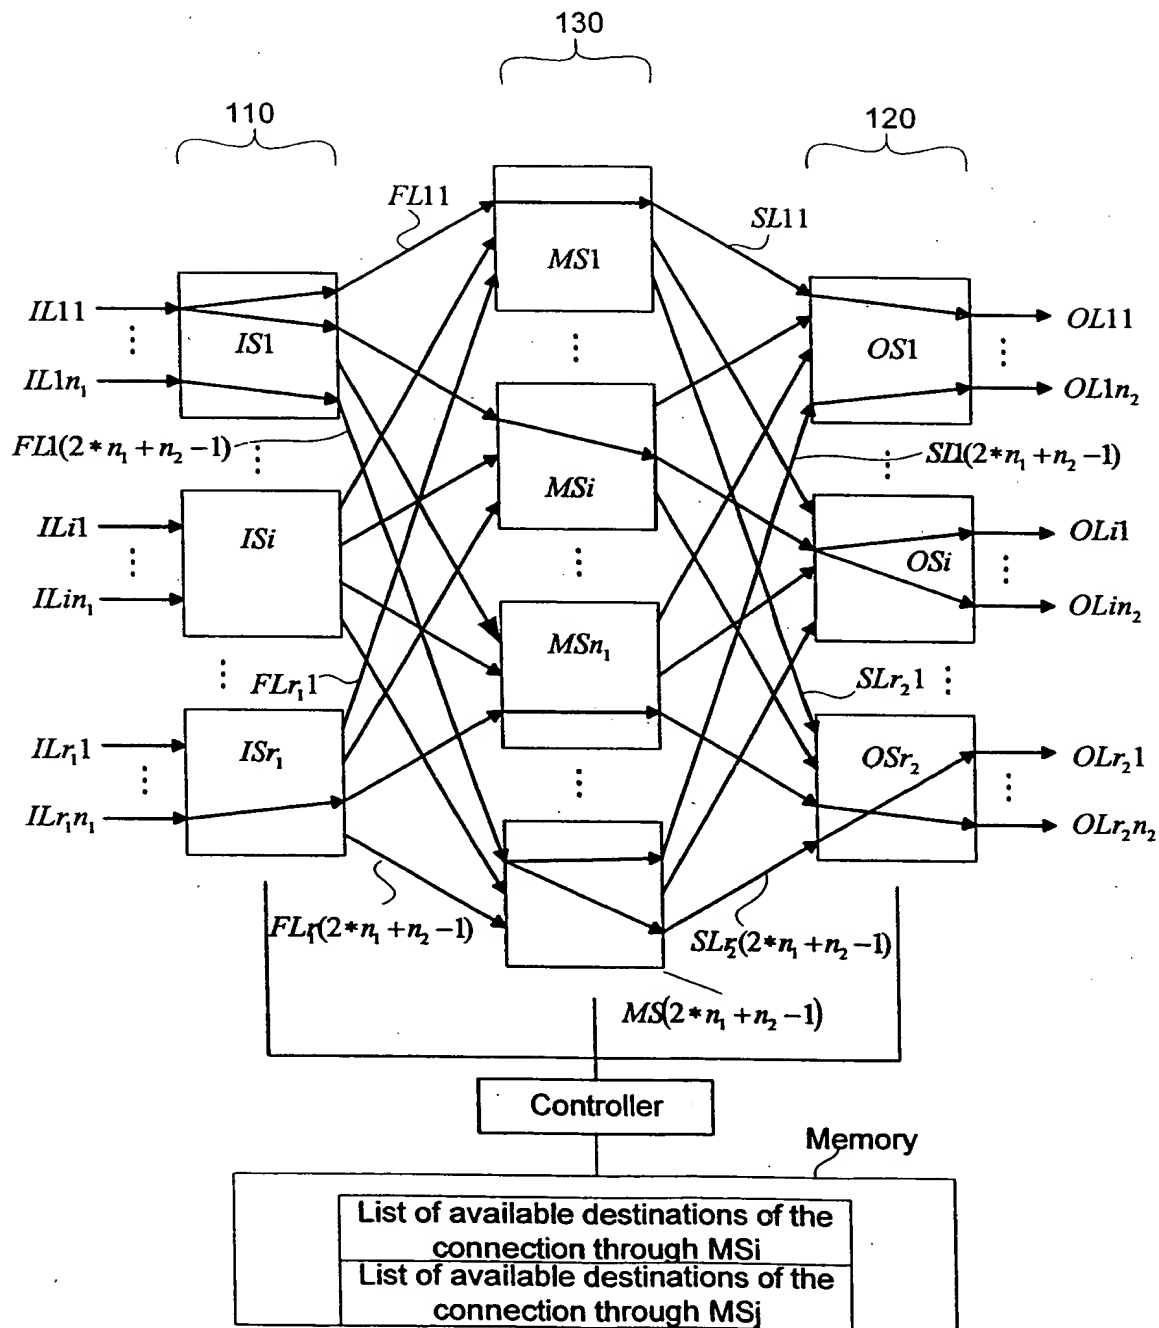 130
110
120
FL11
SL11
MS1
IL11
IS1
OS1
OL11
IL1n₁
OL1n₂
FL1(2*n₁+n₂−1)
SL1(2*n₁+n₂−1)
MSi
ILi1
ISi
OSi
OLi1
ILin₁
OLin₂
MSn₁
FLr₁1
SLr₂1
ILr₁1
ISr₁
OSr₂
OLr₂1
ILr₁n₁
OLr₂n₂
FLr₁(2*n₁+n₂−1)
SLr₂(2*n₁+n₂−1)
MS(2*n₁+n₂−1)
Controller
Memory
List of available destinations of the
connection through MSi
List of available destinations of the
connection through MSj